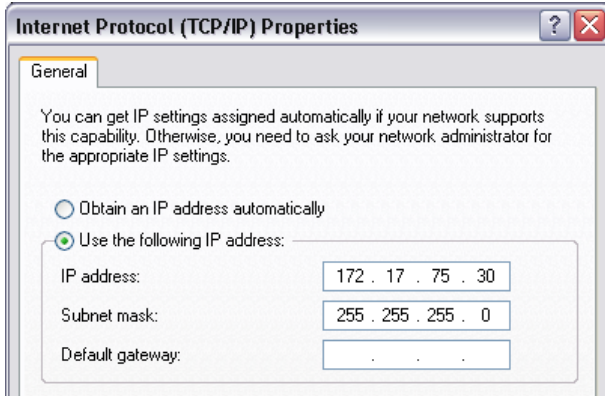 Internet Protocol (TCP/IP) Properties
General
You can get IP settings assigned automatically if your network supports
this capability. Otherwise, you need to ask your network administrator for
the appropriate IP settings.
Obtain an IP address automatically
Use the following IP address:
IP address: 172 . 17 . 75 . 30
Subnet mask: 255 . 255 . 255 . 0
Default gateway: . . .